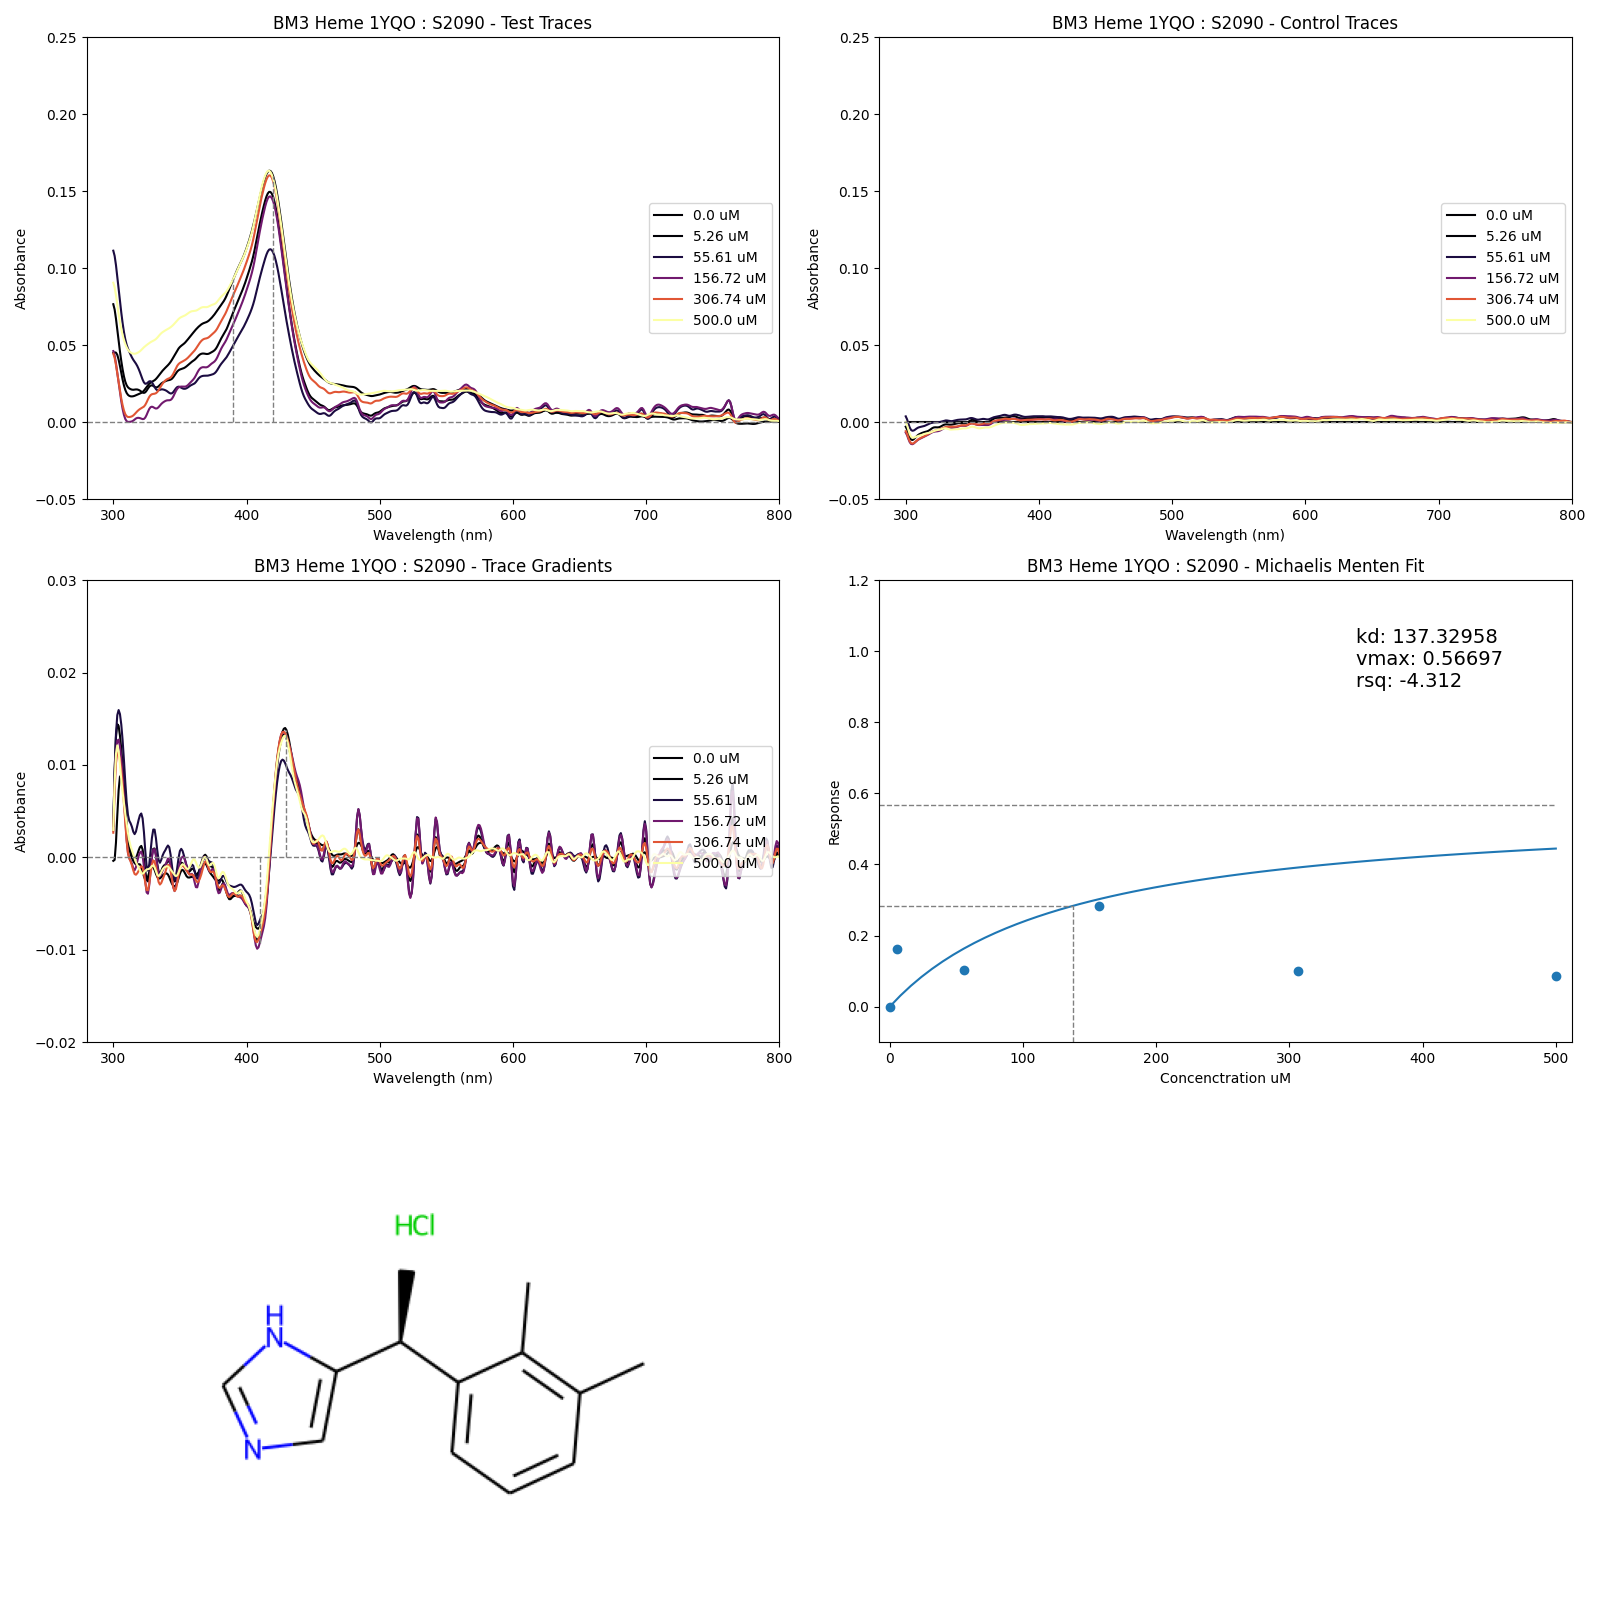 BM3 Heme 1YQO : S2090 - Test Traces
0.25
0.20
0.15
0.10
0.05
0.00
−0.05
Absorbance
300 400 500 600 700 800
Wavelength (nm)
0.0 uM
5.26 uM
55.61 uM
156.72 uM
306.74 uM
500.0 uM
BM3 Heme 1YQO : S2090 - Control Traces
0.25
0.20
0.15
0.10
0.05
0.00
−0.05
Absorbance
300 400 500 600 700 800
Wavelength (nm)
0.0 uM
5.26 uM
55.61 uM
156.72 uM
306.74 uM
500.0 uM
BM3 Heme 1YQO : S2090 - Trace Gradients
0.03
0.02
0.01
0.00
−0.01
−0.02
Absorbance
300 400 500 600 700 800
Wavelength (nm)
0.0 uM
5.26 uM
55.61 uM
156.72 uM
306.74 uM
500.0 uM
BM3 Heme 1YQO : S2090 - Michaelis Menten Fit
1.2
1.0
0.8
0.6
0.4
0.2
0.0
Response
0 100 200 300 400 500
Concenctration uM
kd: 137.32958
vmax: 0.56697
rsq: -4.312
HCl
H
N
N